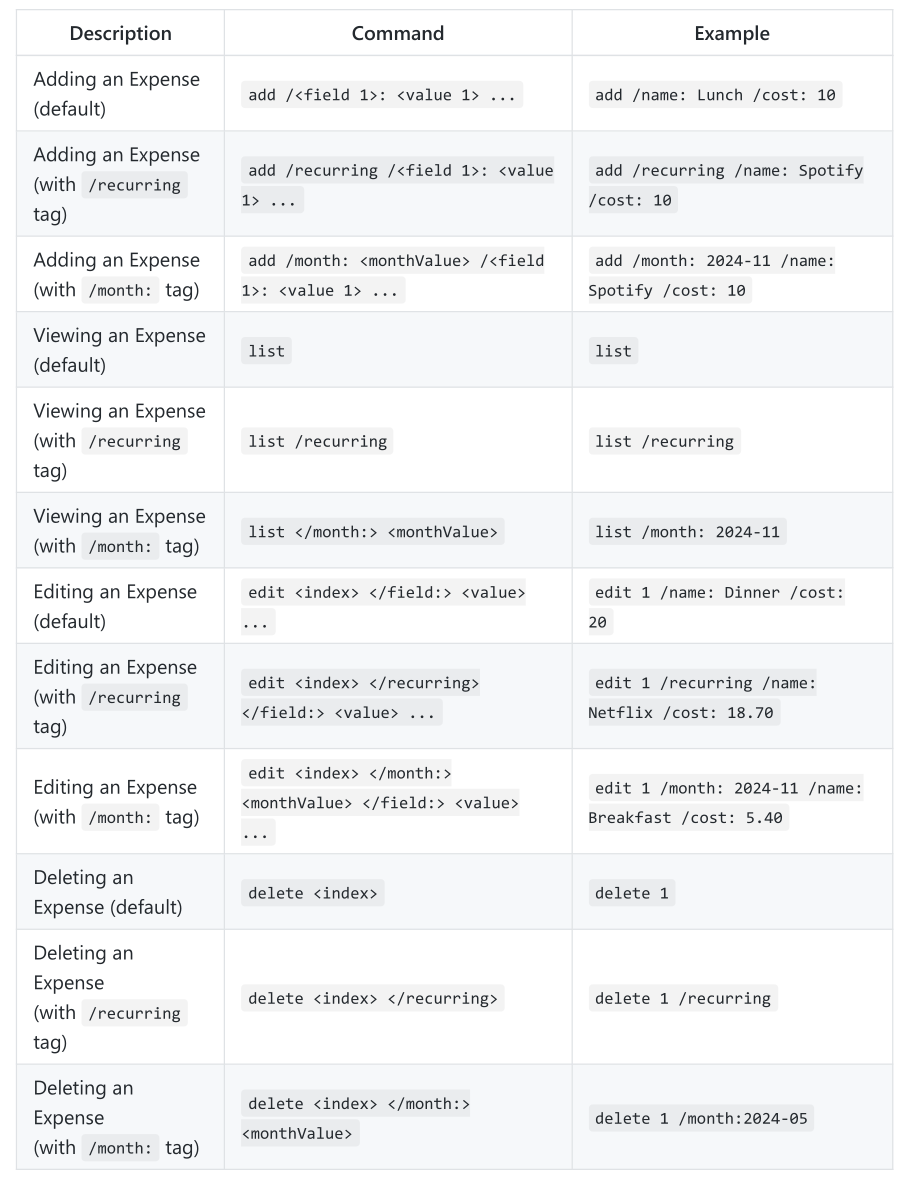 Description Command Example
Adding an Expense
(default)
add /<field 1>: <value 1> ...
add /name: Lunch /cost: 10
Adding an Expense
(with /recurring
tag)
add /recurring /<field 1>: <value
1> ...
add /recurring /name: Spotify
/cost: 10
Adding an Expense
(with /month: tag)
add /month: <monthValue> /<field
1>: <value 1> ...
add /month: 2024-11 /name:
Spotify /cost: 10
Viewing an Expense
(default)
list
list
Viewing an Expense
(with /recurring
tag)
list /recurring
list /recurring
Viewing an Expense
(with /month: tag)
list </month:> <monthValue>
list /month: 2024-11
Editing an Expense
(default)
edit <index> </field:> <value>
...
edit 1 /name: Dinner /cost:
20
Editing an Expense
(with /recurring
tag)
edit <index> </recurring>
</field:> <value> ...
edit 1 /recurring /name:
Netflix /cost: 18.70
Editing an Expense
(with /month: tag)
edit <index> </month:>
<monthValue> </field:> <value>
...
edit 1 /month: 2024-11 /name:
Breakfast /cost: 5.40
Deleting an
Expense (default)
delete <index>
delete 1
Deleting an
Expense
(with /recurring
tag)
delete <index> </recurring>
delete 1 /recurring
Deleting an
Expense
(with /month: tag)
delete <index> </month:>
<monthValue>
delete 1 /month:2024-05